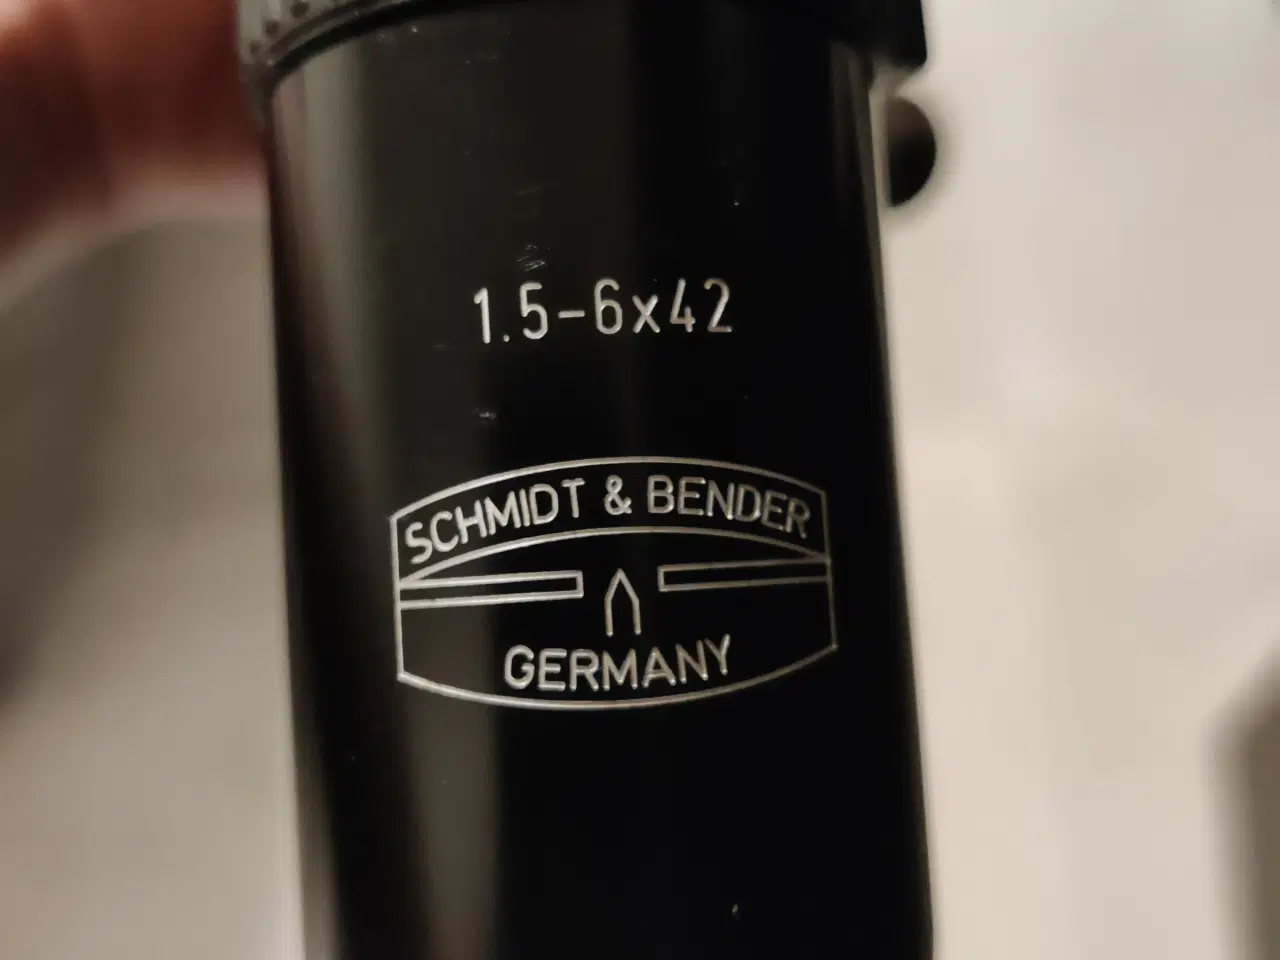 1.5-6x42
SCHMIDT & BENDER
GERMANY